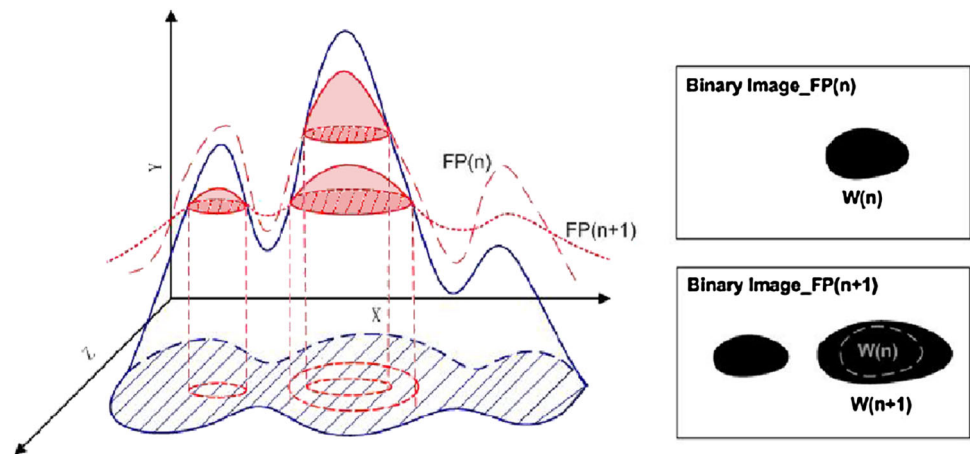 Y
FP(n)
FP(n+1)
X
Z
Binary Image_FP(n)
W(n)
Binary Image_FP(n+1)
W(n)
W(n+1)